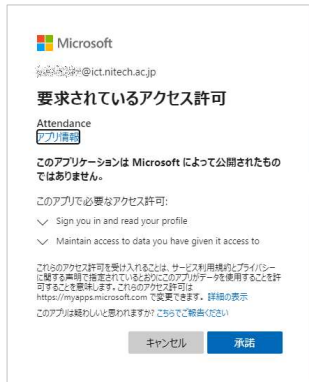 Microsoft
@ict.nitech.ac.jp
要求されているアクセス許可
Attendance
アプリ情報
このアプリケーションは Microsoft によって公開されたもの
ではありません。
このアプリで必要なアクセス許可:
Sign you in and read your profile
Maintain access to data you have given it access to
これらのアクセス許可を受け入れることは、サービス利用規約とプライバシー
に関する声明で指定されているとおりにこのアプリがデータを使用することを許
可することを意味します。これらのアクセス許可は
https://myapps.microsoft.com で変更できます。 詳細の表示
このアプリは疑わしいと思われますか? こちらでご報告ください
キャンセル 承諾